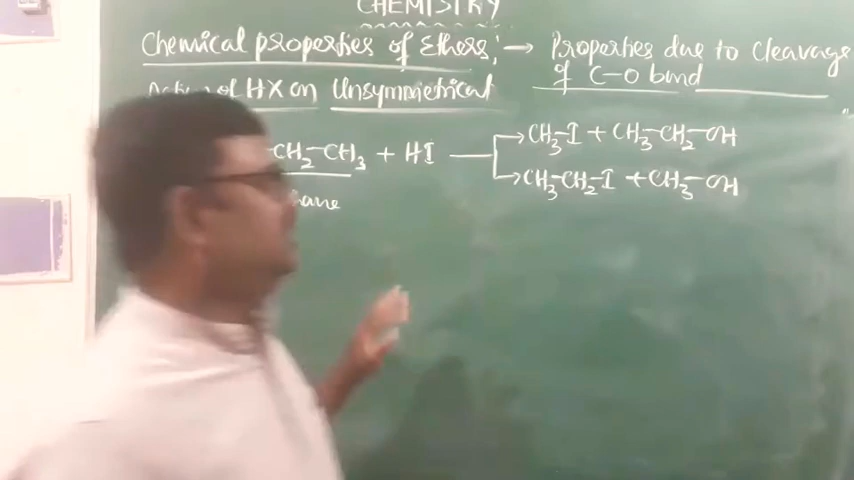 CHEMISTRY
Chemical properties of Ethers:→ Properties due to Cleavage
of C-O bond
of HX on Unsymmetrical
-CH₂-CH₃ + HI → CH₃-I + CH₃-CH₂-OH
→ CH₃-CH₂-I + CH₃-OH